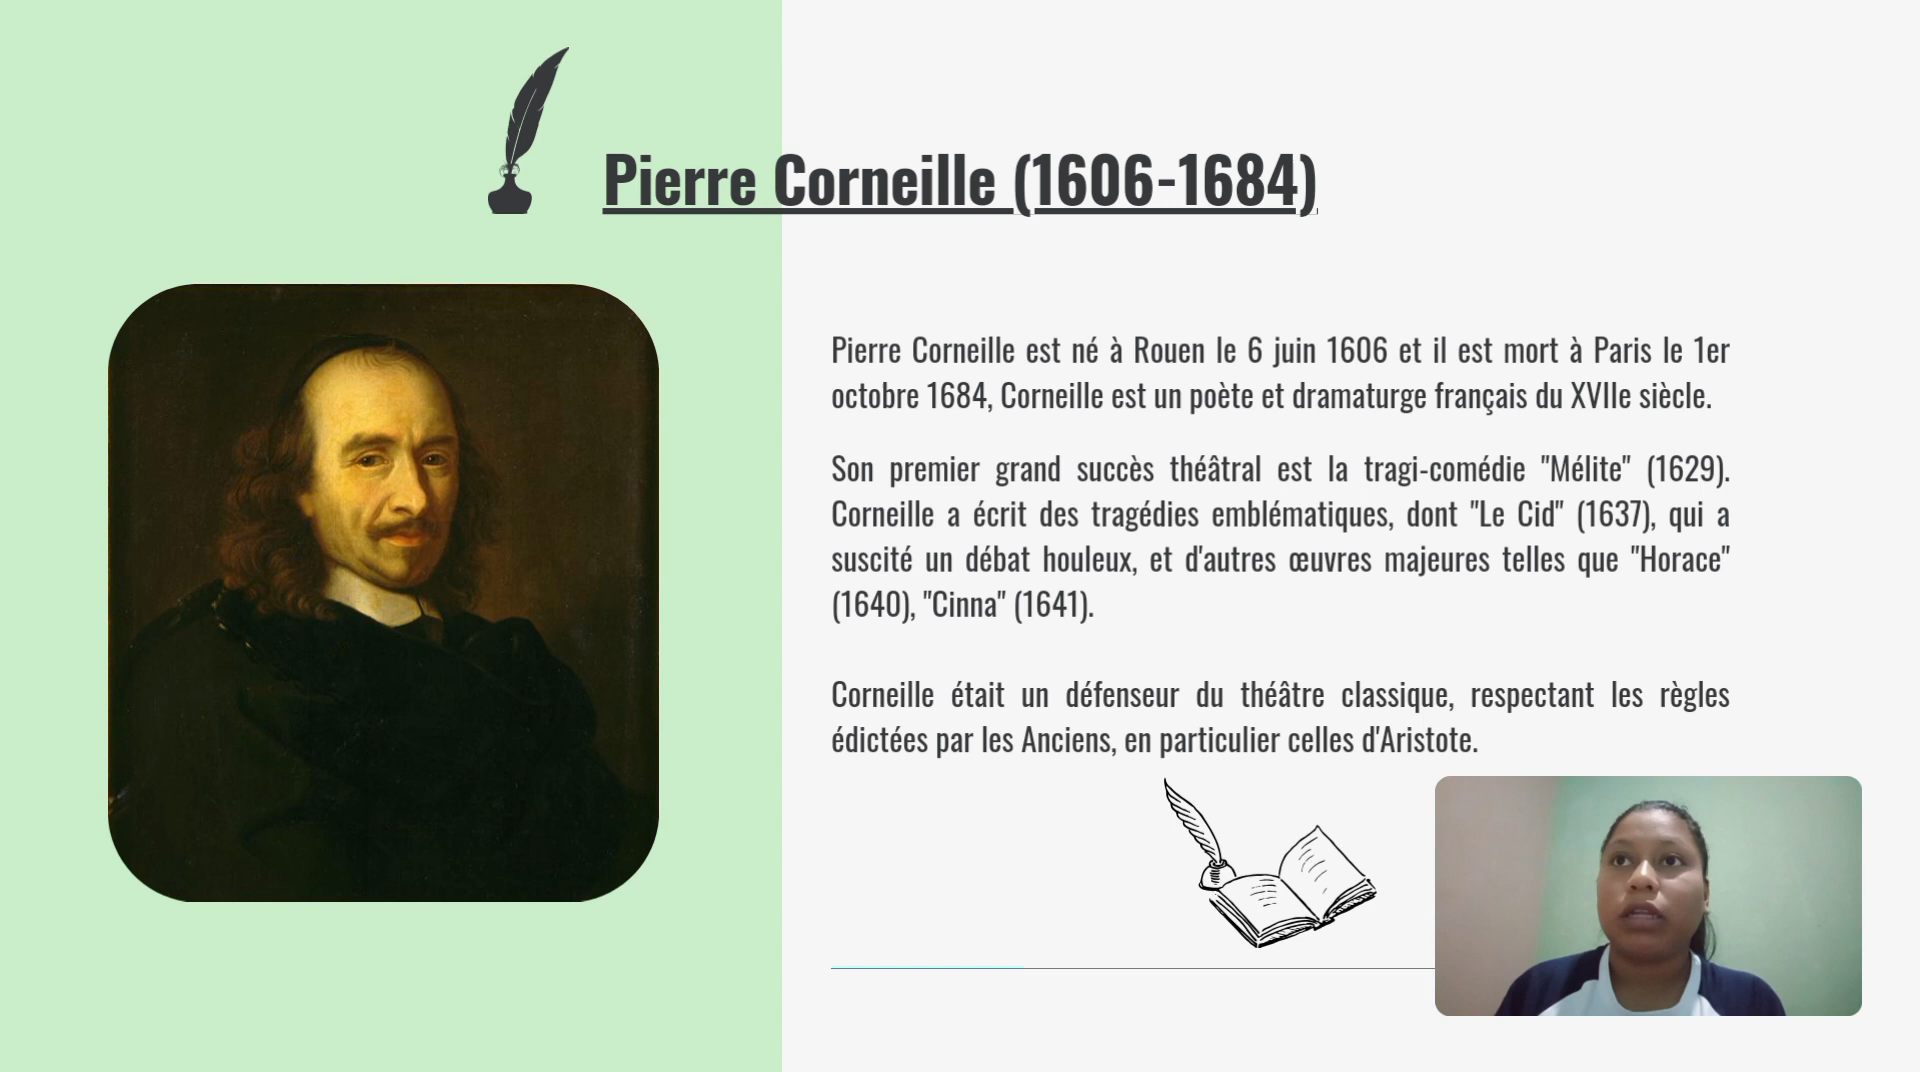 Pierre Corneille (1606-1684)
Pierre Corneille est né à Rouen le 6 juin 1606 et il est mort à Paris le 1er
octobre 1684, Corneille est un poète et dramaturge français du XVIIe siècle.
Son premier grand succès théâtral est la tragi-comédie "Mélite" (1629).
Corneille a écrit des tragédies emblématiques, dont "Le Cid" (1637), qui a
suscité un débat houleux, et d'autres œuvres majeures telles que "Horace"
(1640), "Cinna" (1641).
Corneille était un défenseur du théâtre classique, respectant les règles
édictées par les Anciens, en particulier celles d'Aristote.